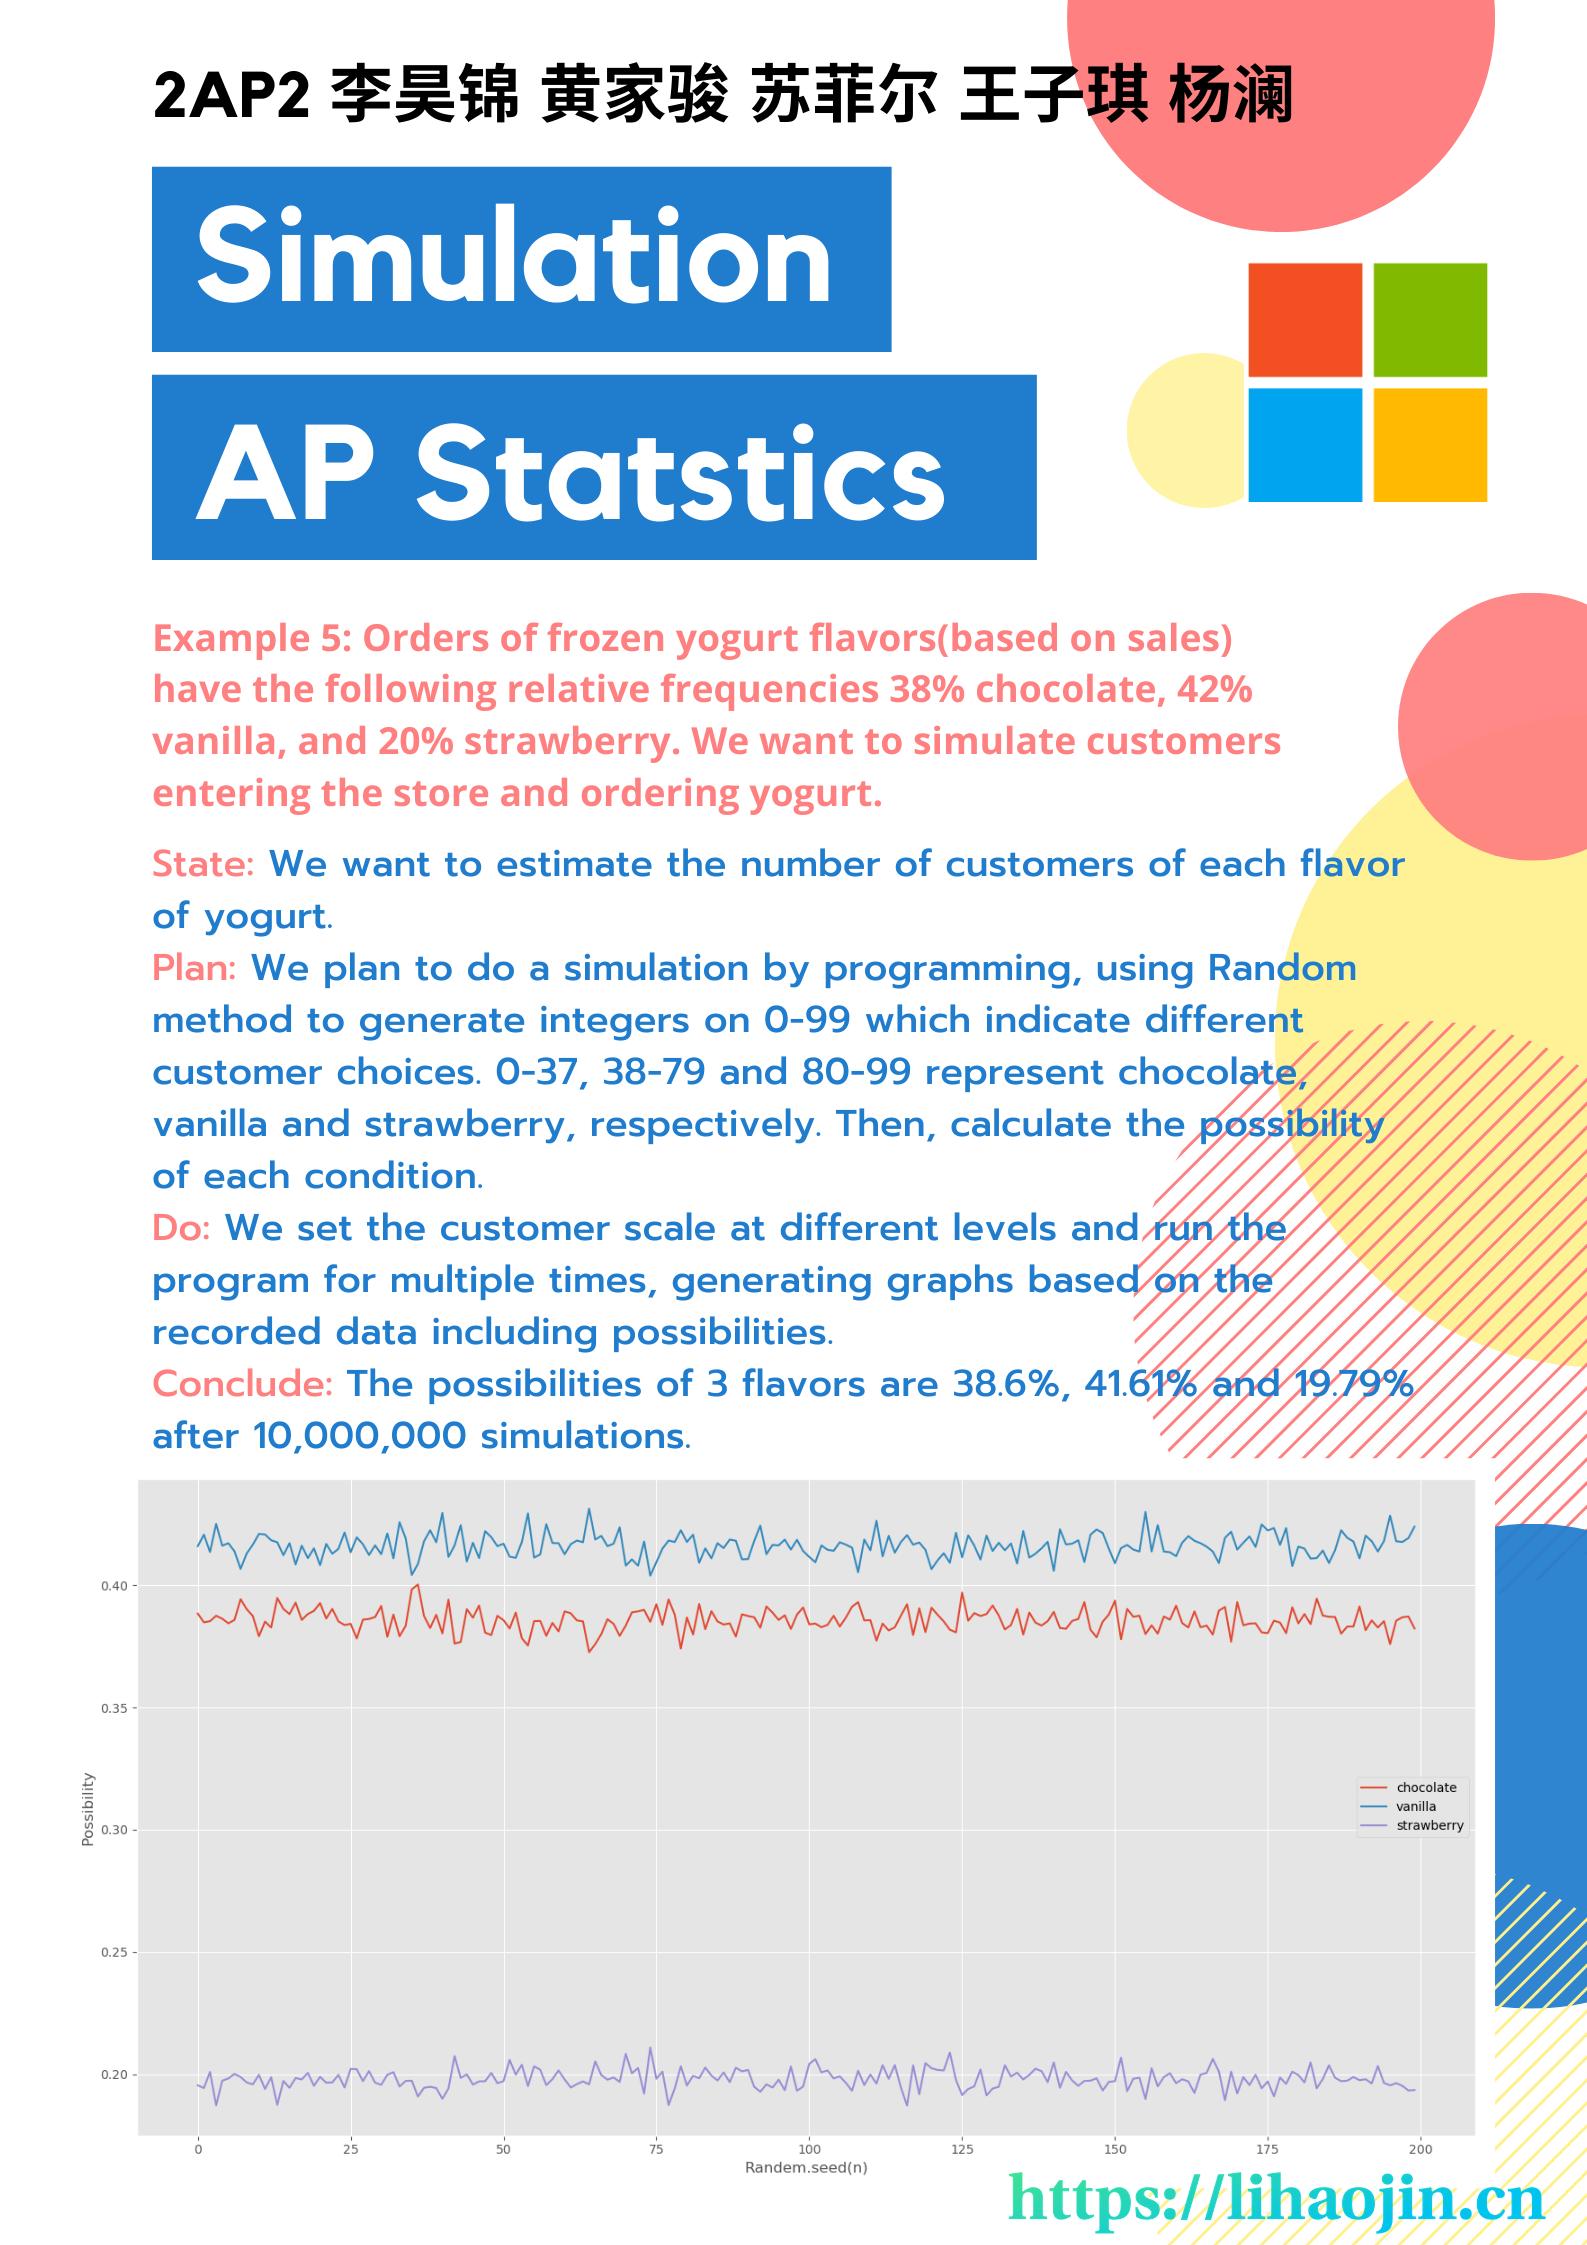 2AP2 李昊锦 黄家骏 苏菲尔 王子琪 杨澜
Simulation
AP Statstics
Example 5: Orders of frozen yogurt flavors(based on sales)
have the following relative frequencies 38% chocolate, 42%
vanilla, and 20% strawberry. We want to simulate customers
entering the store and ordering yogurt.
State: We want to estimate the number of customers of each flavor
of yogurt.
Plan: We plan to do a simulation by programming, using Random
method to generate integers on 0-99 which indicate different
customer choices. 0-37, 38-79 and 80-99 represent chocolate,
vanilla and strawberry, respectively. Then, calculate the possibility
of each condition.
Do: We set the customer scale at different levels and run the
program for multiple times, generating graphs based on the
recorded data including possibilities.
Conclude: The possibilities of 3 flavors are 38.6%, 41.61% and 19.79%
after 10,000,000 simulations.
0.40
0.35
0.30
0.25
0.20
Possibility
chocolate
vanilla
strawberry
0 25 50 75 100 125 150 175 200
Randem.seed(n)
https://lihaojin.cn